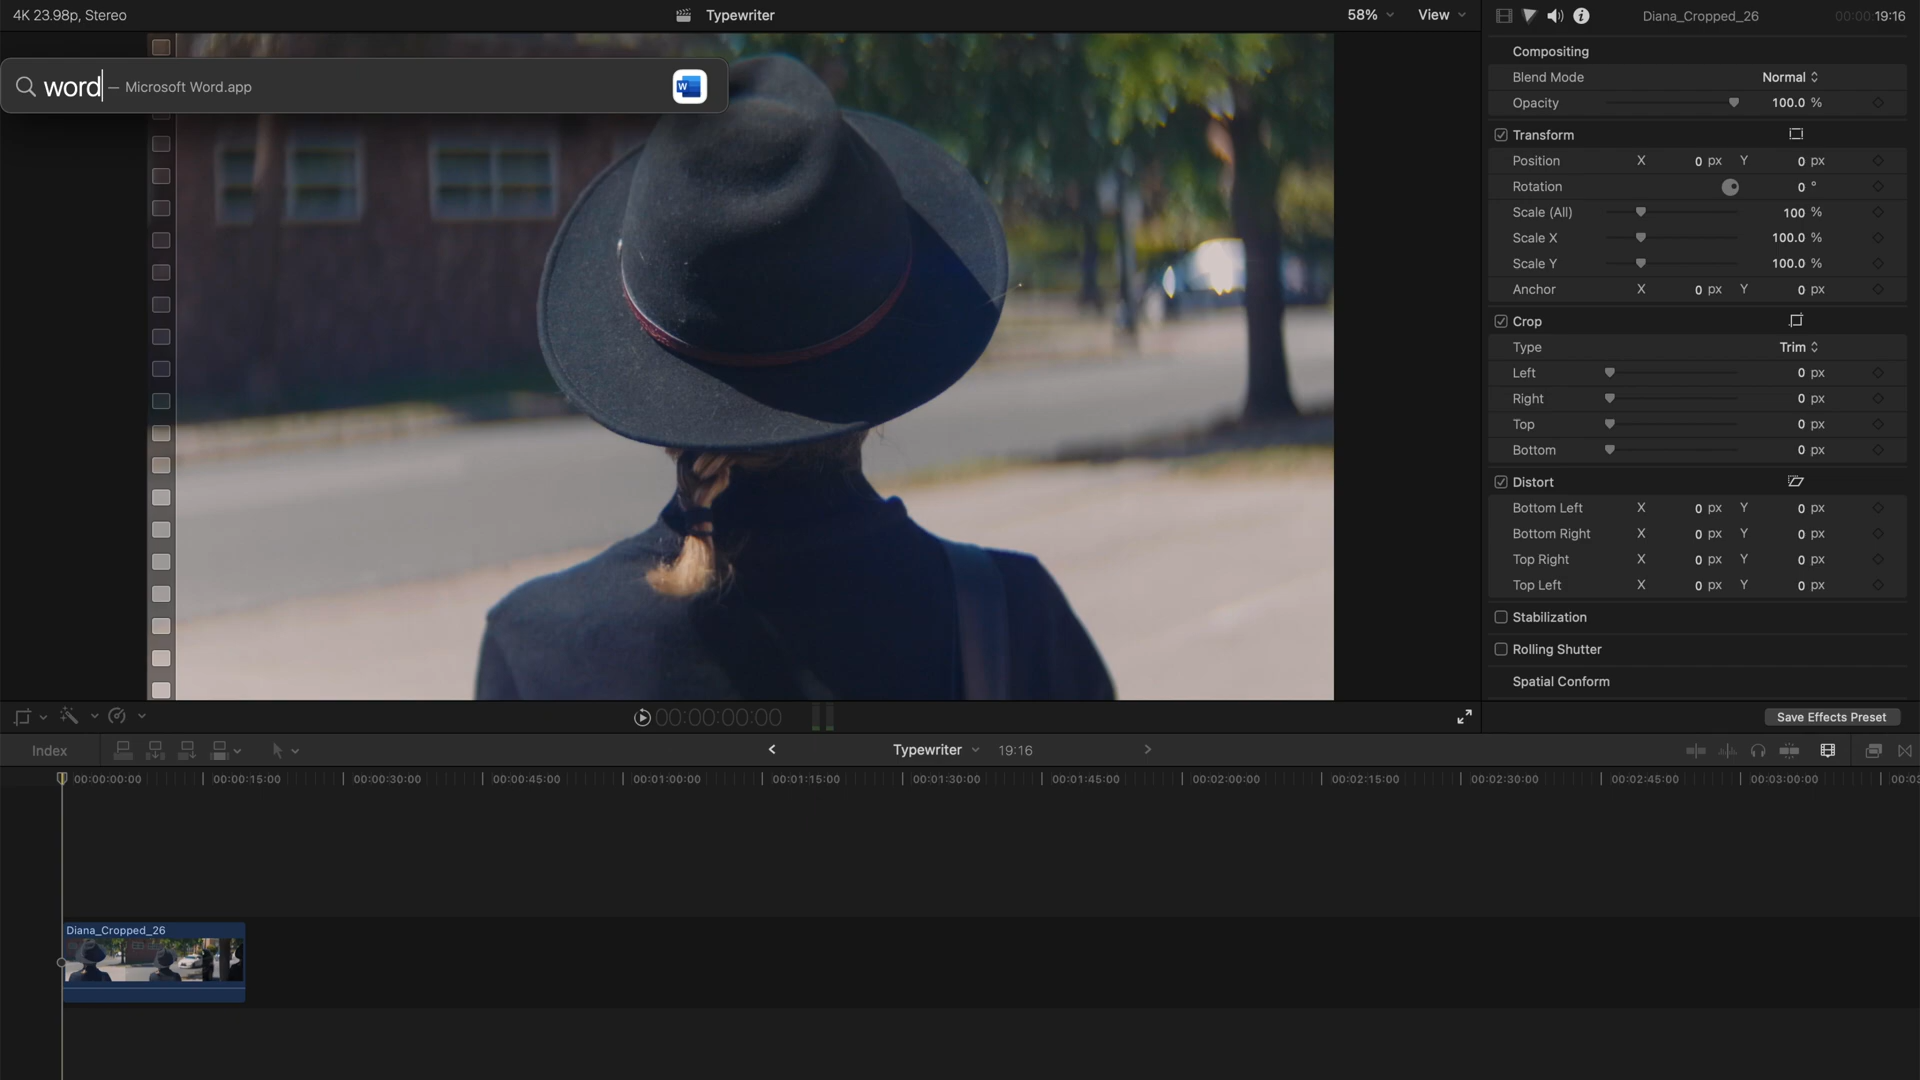 4K 23.98p, Stereo
Typewriter
58%
View
Diana_Cropped_26
00:00:19:16
word — Microsoft Word.app
W
Compositing
Blend Mode Normal
Opacity 100.0 %
Transform
Position X 0 px Y 0 px
Rotation 0 °
Scale (All) 100 %
Scale X 100.0 %
Scale Y 100.0 %
Anchor X 0 px Y 0 px
Crop
Type Trim
Left 0 px
Right 0 px
Top 0 px
Bottom 0 px
Distort
Bottom Left X 0 px Y 0 px
Bottom Right X 0 px Y 0 px
Top Right X 0 px Y 0 px
Top Left X 0 px Y 0 px
Stabilization
Rolling Shutter
Spatial Conform
00:00:00:00
Save Effects Preset
Index
Typewriter 19:16
00:00:00:00 00:00:15:00 00:00:30:00 00:00:45:00 00:01:00:00 00:01:15:00 00:01:30:00 00:01:45:00 00:02:00:00 00:02:15:00 00:02:30:00 00:02:45:00 00:03:00:00
Diana_Cropped_26